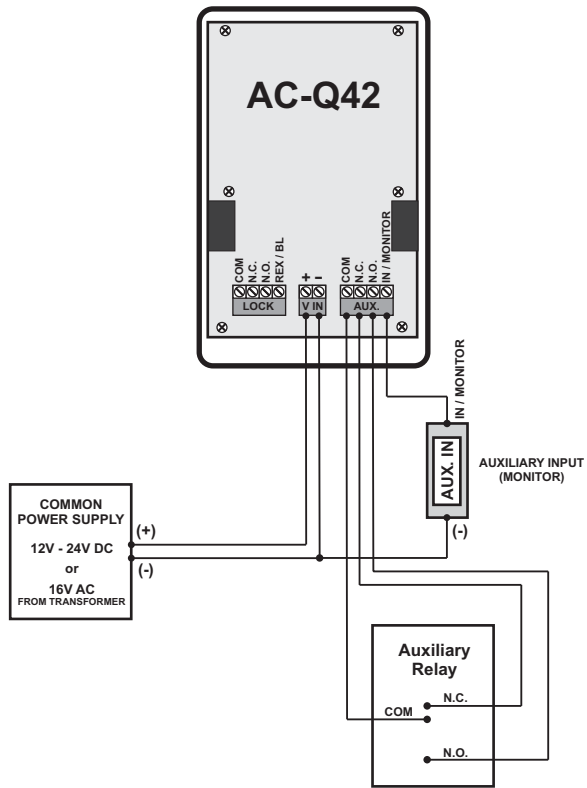 AC-Q42
COM
N.C.
N.O.
REX / BL
+
-
COM
N.C.
N.O.
IN / MONITOR
LOCK
V IN
AUX.
IN / MONITOR
AUX. IN
AUXILIARY INPUT
(MONITOR)
(-)
COMMON
POWER SUPPLY
12V - 24V DC
or
16V AC
FROM TRANSFORMER
(+)
(-)
Auxiliary
Relay
N.C.
COM
N.O.